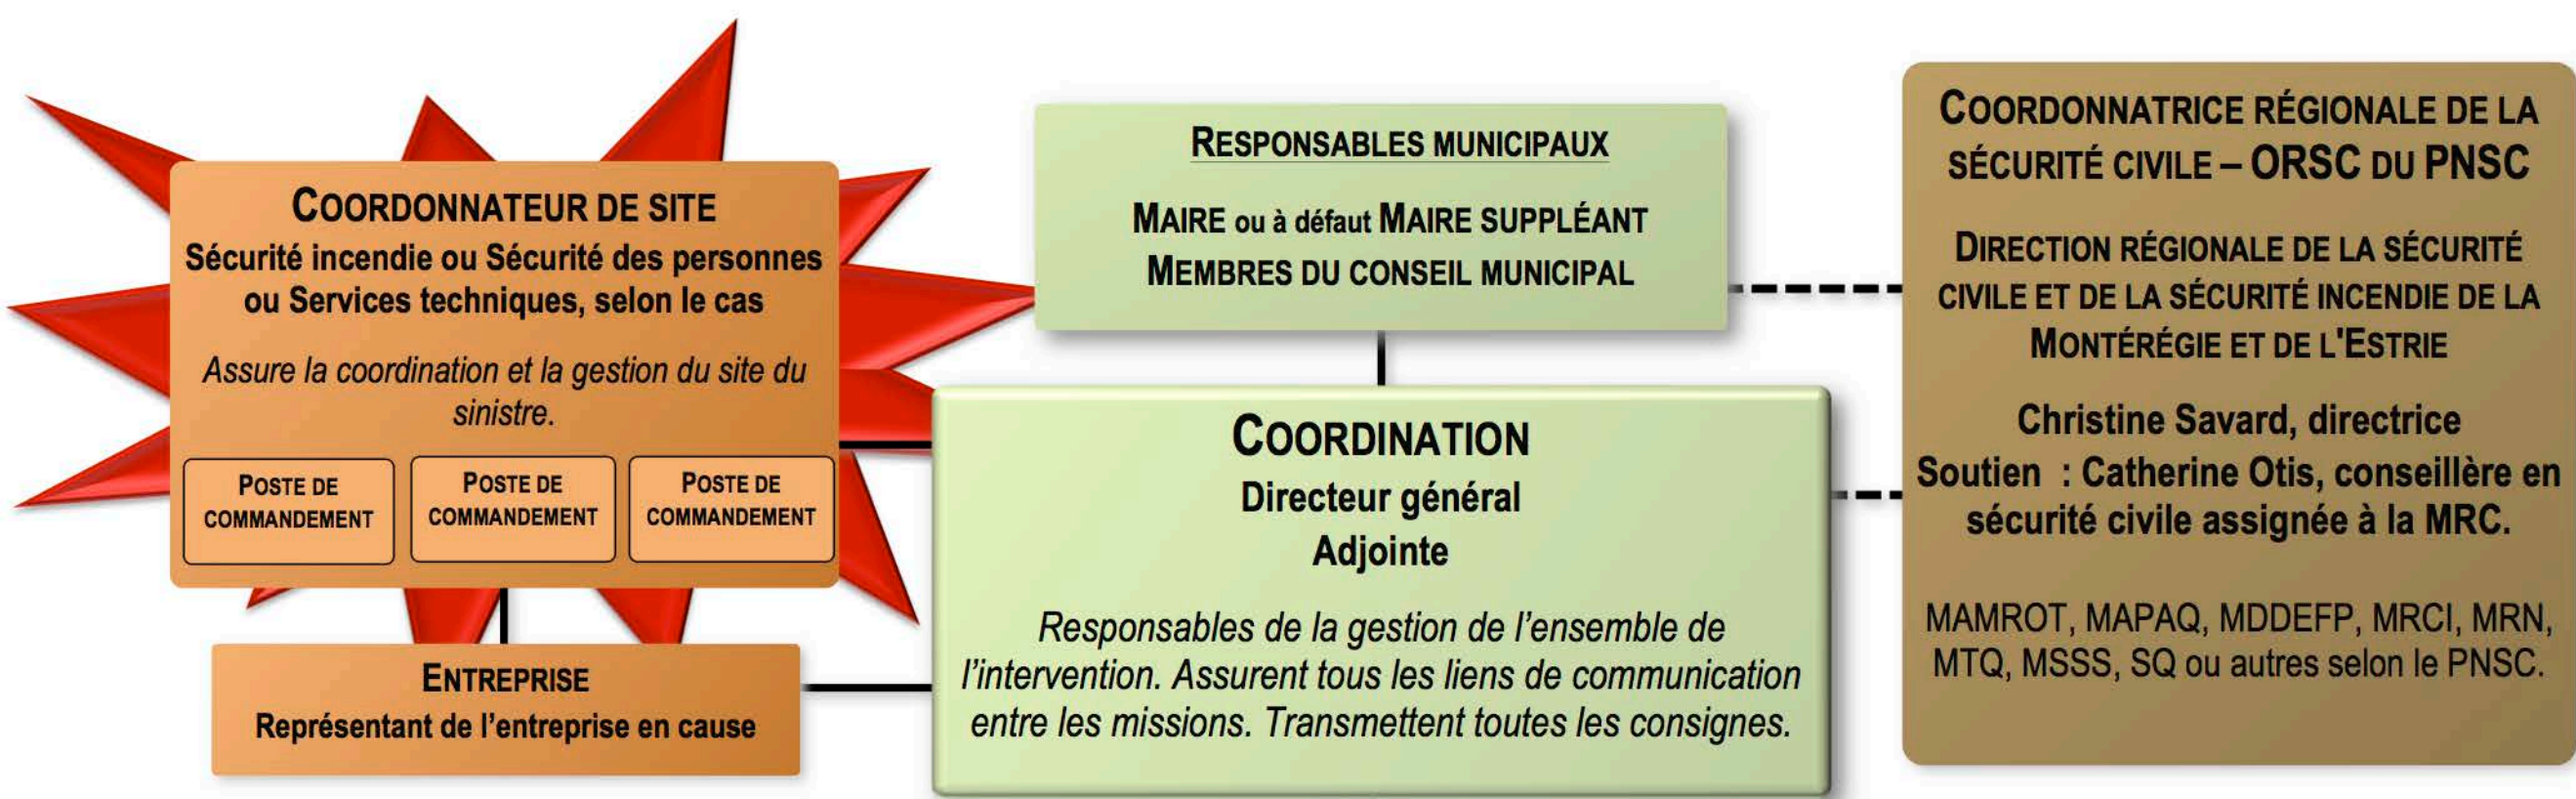 COORDONNATEUR DE SITE
Sécurité incendie ou Sécurité des personnes
ou Services techniques, selon le cas
Assure la coordination et la gestion du site du
sinistre.
POSTE DE
COMMANDEMENT
POSTE DE
COMMANDEMENT
POSTE DE
COMMANDEMENT
ENTREPRISE
Représentant de l'entreprise en cause
RESPONSABLES MUNICIPAUX
MAIRE ou à défaut MAIRE SUPPLÉANT
MEMBRES DU CONSEIL MUNICIPAL
COORDINATION
Directeur général
Adjointe
Responsables de la gestion de l'ensemble de
l'intervention. Assurent tous les liens de communication
entre les missions. Transmettent toutes les consignes.
COORDONNATRICE RÉGIONALE DE LA
SÉCURITÉ CIVILE – ORSC DU PNSC
DIRECTION RÉGIONALE DE LA SÉCURITÉ
CIVILE ET DE LA SÉCURITÉ INCENDIE DE LA
MONTÉRÉGIE ET DE L'ESTRIE
Christine Savard, directrice
Soutien : Catherine Otis, conseillère en
sécurité civile assignée à la MRC.
MAMROT, MAPAQ, MDDEFP, MRCI, MRN,
MTQ, MSSS, SQ ou autres selon le PNSC.